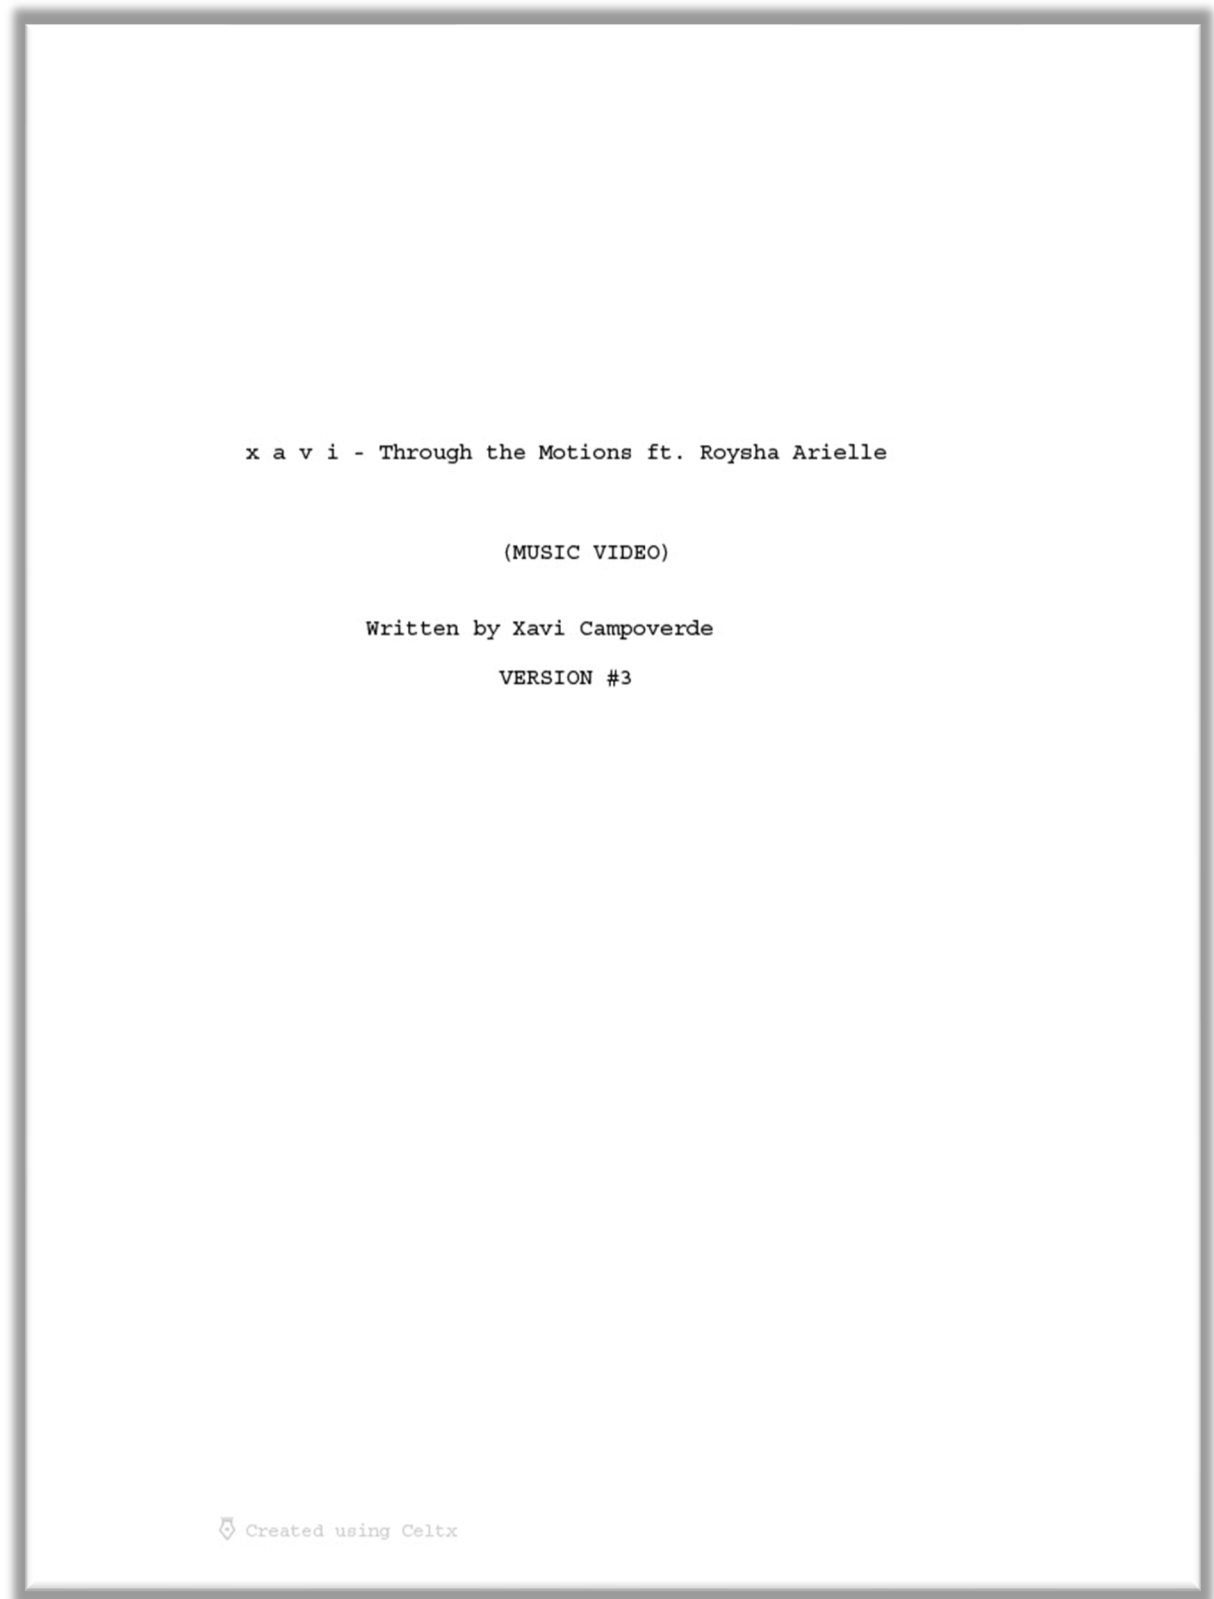 x a v i - Through the Motions ft. Roysha Arielle
(MUSIC VIDEO)
Written by Xavi Campoverde
VERSION #3
Created using Celtx